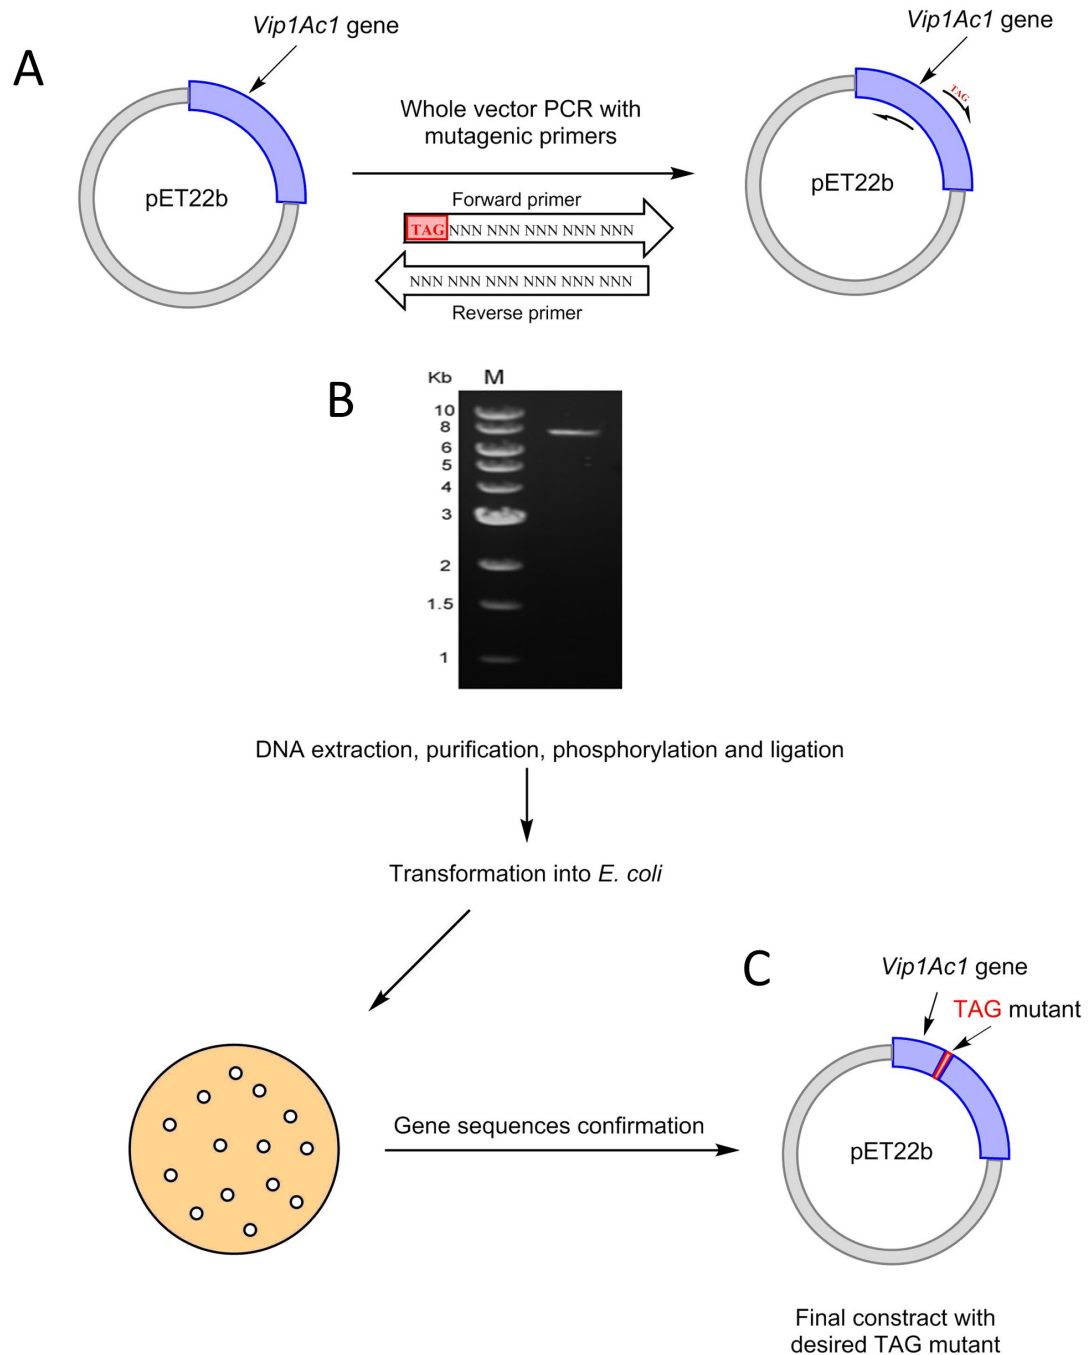 A
Vip1Ac1 gene
pET22b
Whole vector PCR with
mutagenic primers
Forward primer
TAG NNN NNN NNN NNN NNN
NNN NNN NNN NNN NNN NNN
Reverse primer
Vip1Ac1 gene
TAG
pET22b
B
Kb M
10
8
6
5
4
3
2
1.5
1
DNA extraction, purification, phosphorylation and ligation
Transformation into E. coli
Gene sequences confirmation
C
Vip1Ac1 gene
TAG mutant
pET22b
Final constract with
desired TAG mutant